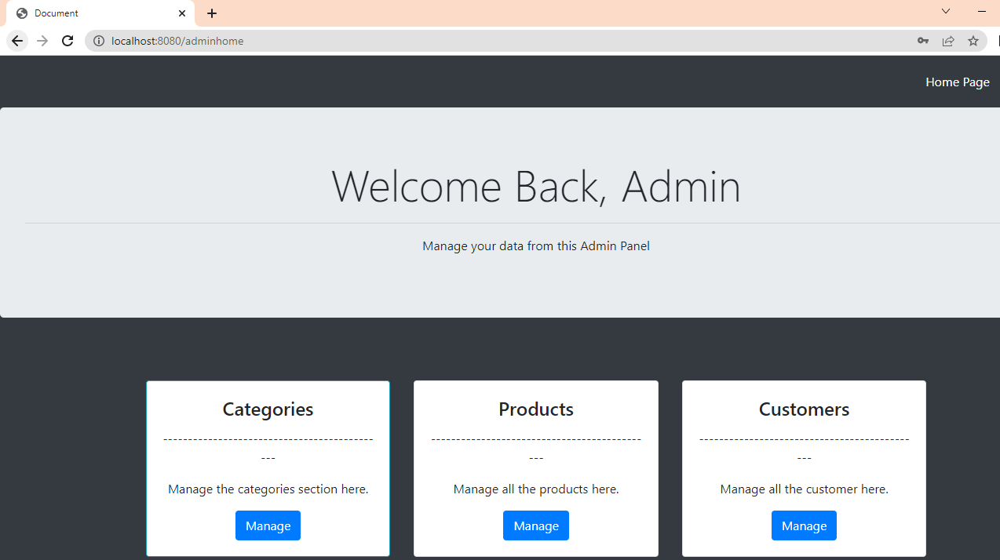 Document
localhost:8080/adminhome
Home Page
Welcome Back, Admin
Manage your data from this Admin Panel
Categories
------------------------------------------
---
Manage the categories section here.
Manage
Products
------------------------------------------
---
Manage all the products here.
Manage
Customers
------------------------------------------
---
Manage all the customer here.
Manage